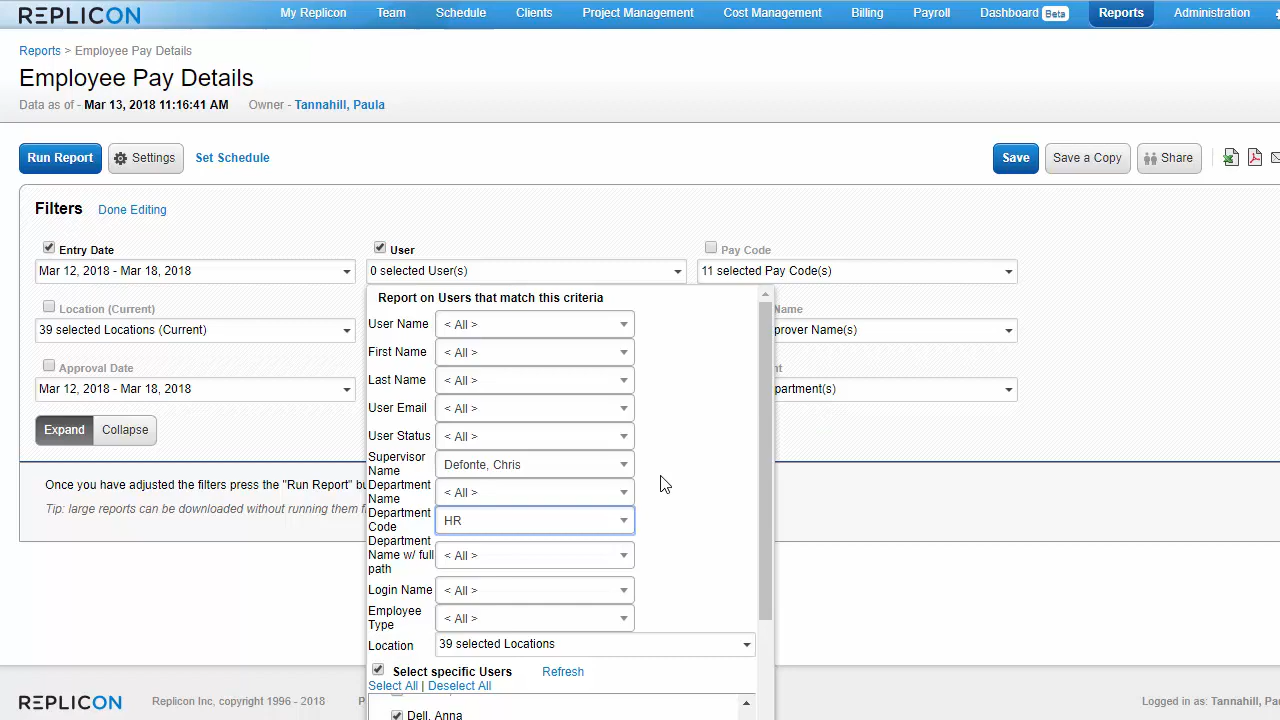 REPLICON
My Replicon
Team
Schedule
Clients
Project Management
Cost Management
Billing
Payroll
Dashboard Beta
Reports
Administration
Reports > Employee Pay Details
Employee Pay Details
Data as of - Mar 13, 2018 11:16:41 AM Owner - Tannahill, Paula
Run Report
Settings
Set Schedule
Save
Save a Copy
Share
Filters
Done Editing
Entry Date
User
Pay Code
Mar 12, 2018 - Mar 18, 2018
0 selected User(s)
11 selected Pay Code(s)
Location (Current)
Name
39 selected Locations (Current)
prover Name(s)
Approval Date
nt
Mar 12, 2018 - Mar 18, 2018
partment(s)
Expand
Collapse
Once you have adjusted the filters press the "Run Report" bu
Tip: large reports can be downloaded without running them f
Report on Users that match this criteria
User Name < All >
First Name < All >
Last Name < All >
User Email < All >
User Status < All >
Supervisor
Name
Defonte, Chris
Department
Name
< All >
Department
Code
HR
Department
Name w/ full
path
< All >
Login Name < All >
Employee
Type
< All >
Location 39 selected Locations
Select specific Users
Refresh
Select All | Deselect All
Dell, Anna
REPLICON
Replicon Inc, copyright 1996 - 2018
P
Logged in as: Tannahill, Pau